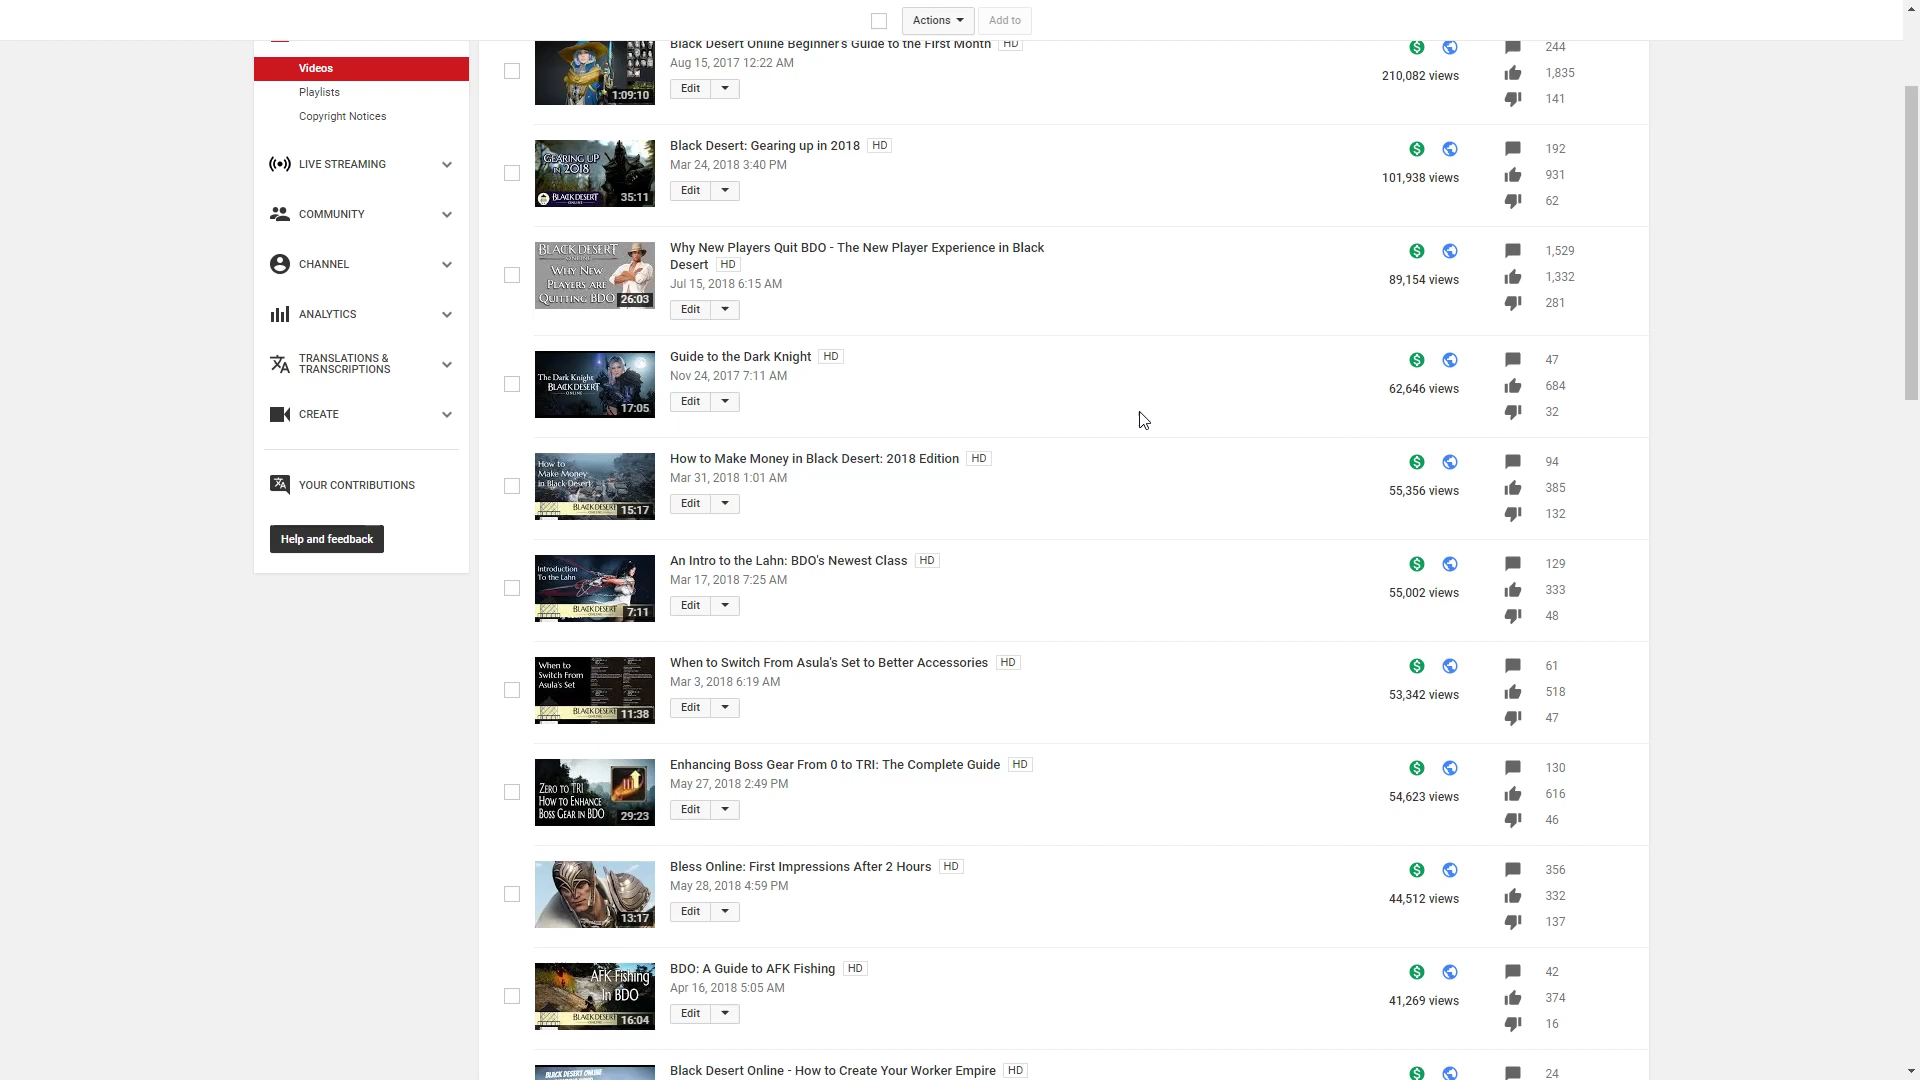 Actions
Add to
Videos
Playlists
Copyright Notices
LIVE STREAMING
COMMUNITY
CHANNEL
ANALYTICS
TRANSLATIONS &
TRANSCRIPTIONS
CREATE
YOUR CONTRIBUTIONS
Help and feedback
1:09:10
Black Desert Online Beginner's Guide to the First Month HD
Aug 15, 2017 12:22 AM
Edit
210,082 views
244
1,835
141
GEARING UP
IN 2018
BLACK DESERT
ONLINE
35:11
Black Desert: Gearing up in 2018 HD
Mar 24, 2018 3:40 PM
Edit
101,938 views
192
931
62
BLACK DESERT
ONLINE
WHY NEW
PLAYERS ARE
QUITTING BDO
26:03
Why New Players Quit BDO - The New Player Experience in Black
Desert HD
Jul 15, 2018 6:15 AM
Edit
89,154 views
1,529
1,332
281
The Dark Knight
BLACK DESERT
ONLINE
17:05
Guide to the Dark Knight HD
Nov 24, 2017 7:11 AM
Edit
62,646 views
47
684
32
How to
Make Money
in Black Desert
BLACK DESERT
15:17
How to Make Money in Black Desert: 2018 Edition HD
Mar 31, 2018 1:01 AM
Edit
55,356 views
94
385
132
Introduction
To the Lahn
BLACK DESERT
7:11
An Intro to the Lahn: BDO's Newest Class HD
Mar 17, 2018 7:25 AM
Edit
55,002 views
129
333
48
When to
Switch From
Asula's Set
BLACK DESERT
11:38
When to Switch From Asula's Set to Better Accessories HD
Mar 3, 2018 6:19 AM
Edit
53,342 views
61
518
47
ZERO TO TRI
HOW TO ENHANCE
BOSS GEAR IN BDO
29:23
Enhancing Boss Gear From 0 to TRI: The Complete Guide HD
May 27, 2018 2:49 PM
Edit
54,623 views
130
616
46
13:17
Bless Online: First Impressions After 2 Hours HD
May 28, 2018 4:59 PM
Edit
44,512 views
356
332
137
AFK Fishing
In BDO
BLACK DESERT
16:04
BDO: A Guide to AFK Fishing HD
Apr 16, 2018 5:05 AM
Edit
41,269 views
42
374
16
BLACK DESERT ONLINE
Black Desert Online - How to Create Your Worker Empire HD
24